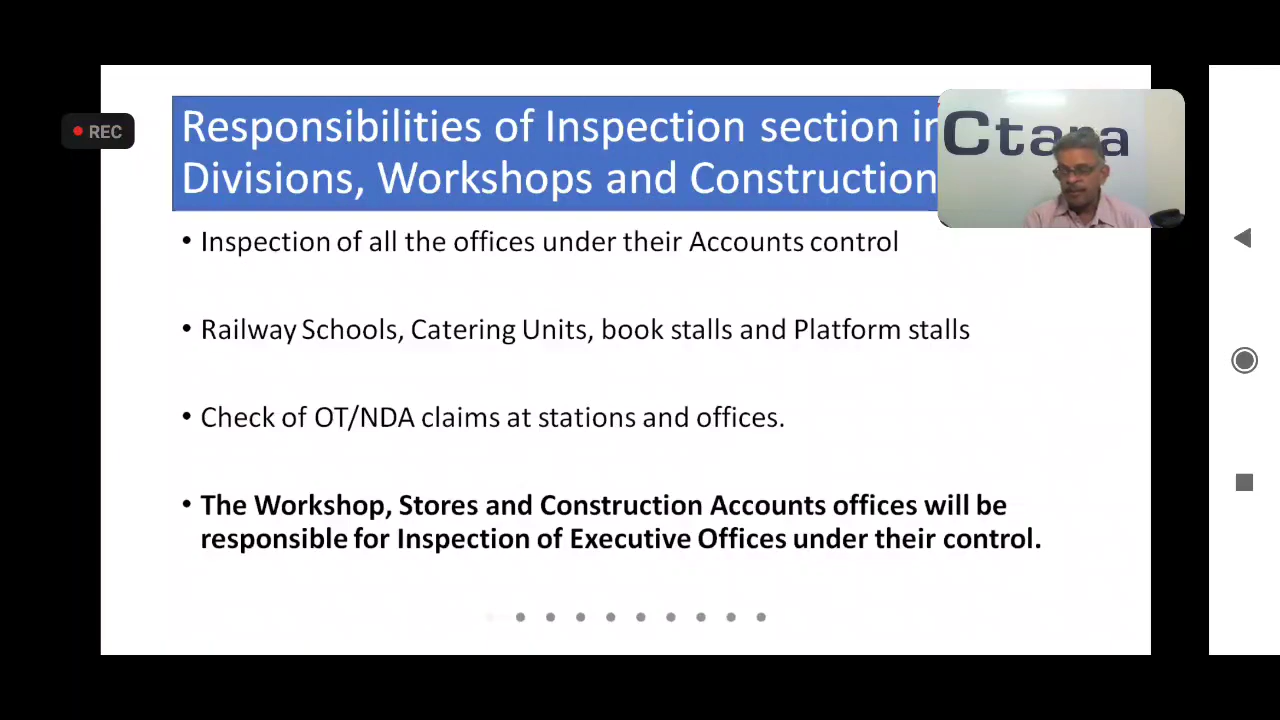 Responsibilities of Inspection section in
Divisions, Workshops and Construction
REC
Ctara
• Inspection of all the offices under their Accounts control
• Railway Schools, Catering Units, book stalls and Platform stalls
• Check of OT/NDA claims at stations and offices.
• The Workshop, Stores and Construction Accounts offices will be
responsible for Inspection of Executive Offices under their control.